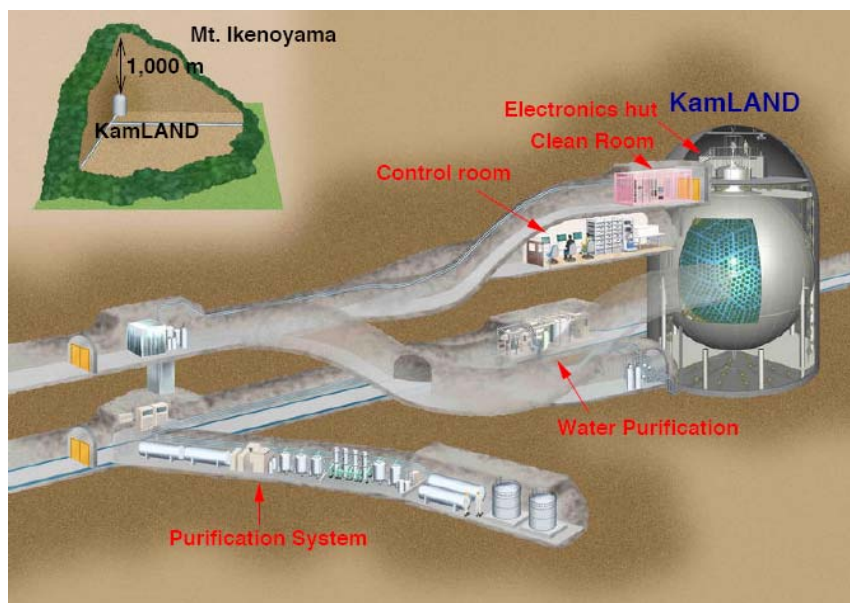 Mt. Ikenoyama
1,000 m
KamLAND
Electronics hut
KamLAND
Clean Room
Control room
Water Purification
Purification System